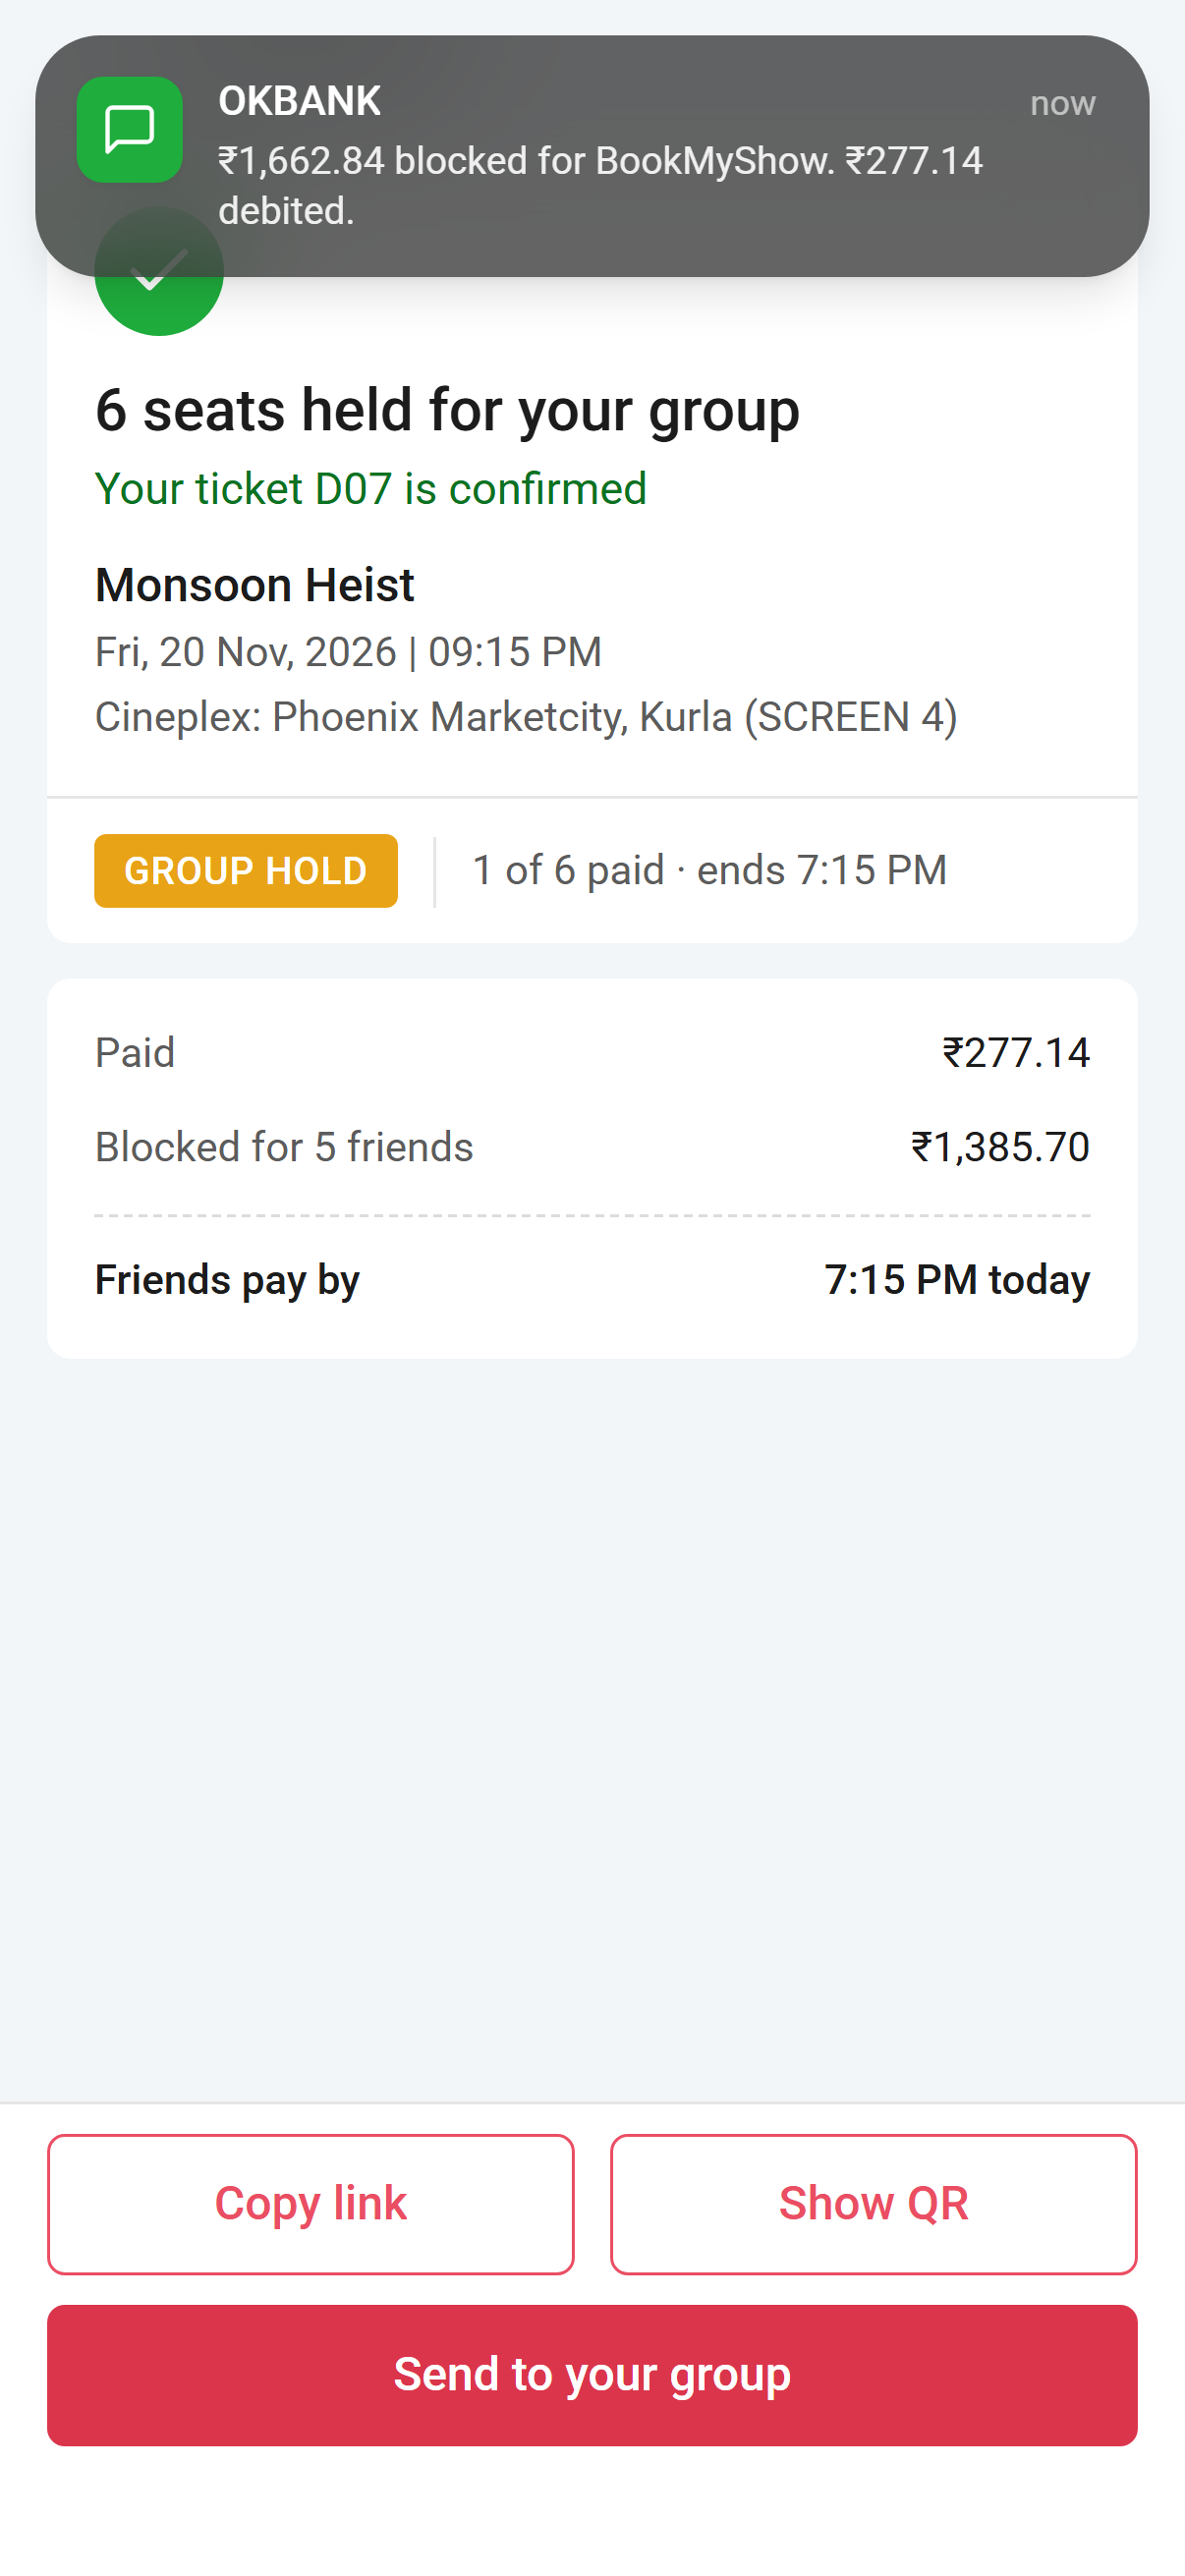 OKBANK
now
₹1,662.84 blocked for BookMyShow. ₹277.14
debited.
6 seats held for your group
Your ticket D07 is confirmed
Monsoon Heist
Fri, 20 Nov, 2026 | 09:15 PM
Cineplex: Phoenix Marketcity, Kurla (SCREEN 4)
GROUP HOLD
1 of 6 paid · ends 7:15 PM
Paid
₹277.14
Blocked for 5 friends
₹1,385.70
Friends pay by
7:15 PM today
Copy link
Show QR
Send to your group